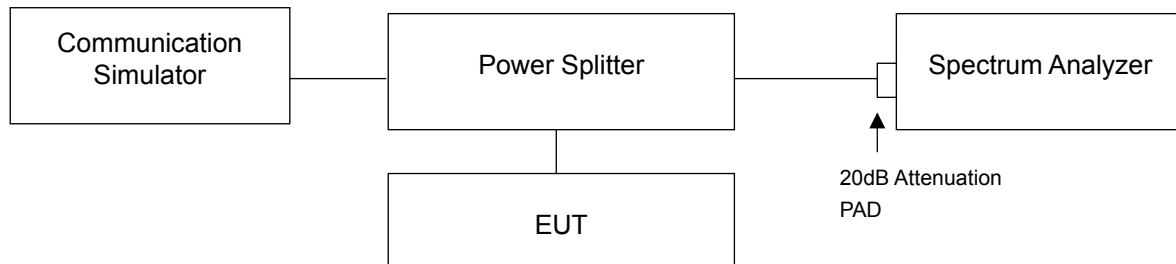 Communication
Simulator
Power Splitter
Spectrum Analyzer
EUT
20dB Attenuation
PAD